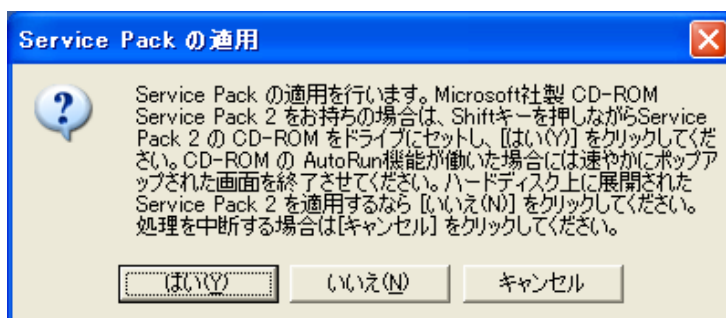 Service Pack の適用
Service Pack の適用を行います。Microsoft社製 CD-ROM
Service Pack 2 をお持ちの場合は、Shiftキーを押しながらService
Pack 2 の CD-ROM をドライブにセットし、[はい(Y)] をクリックしてくだ
さい。CD-ROM の AutoRun機能が働いた場合には速やかにポップア
ップされた画面を終了させてください。ハードディスク上に展開された
Service Pack 2 を適用するなら [いいえ(N)] をクリックしてください。
処理を中断する場合は[キャンセル] をクリックしてください。
はい(Y) いいえ(N) キャンセル